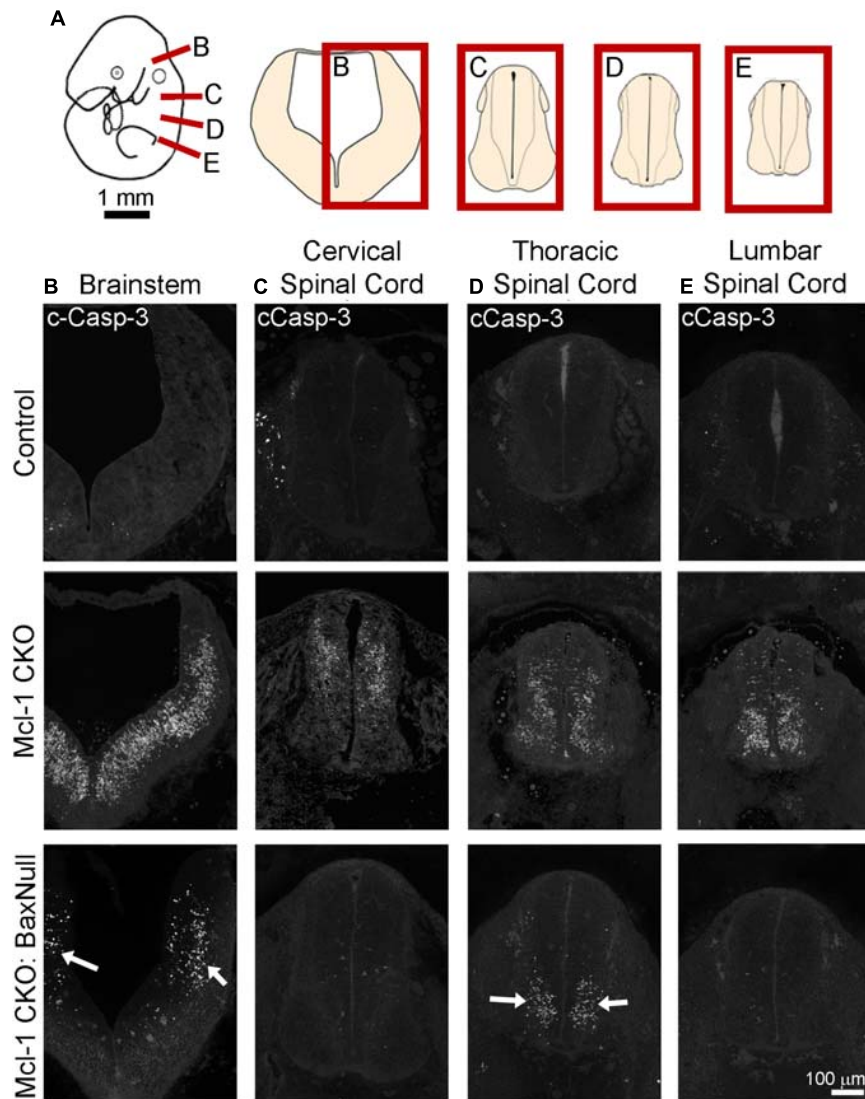 A
B
C
D
E
1 mm
B
C
D
E
B Brainstem
C Cervical
Spinal Cord
D Thoracic
Spinal Cord
E Lumbar
Spinal Cord
c-Casp-3
cCasp-3
cCasp-3
cCasp-3
Control
Mcl-1 CKO
Mcl-1 CKO: BaxNull
100 μm